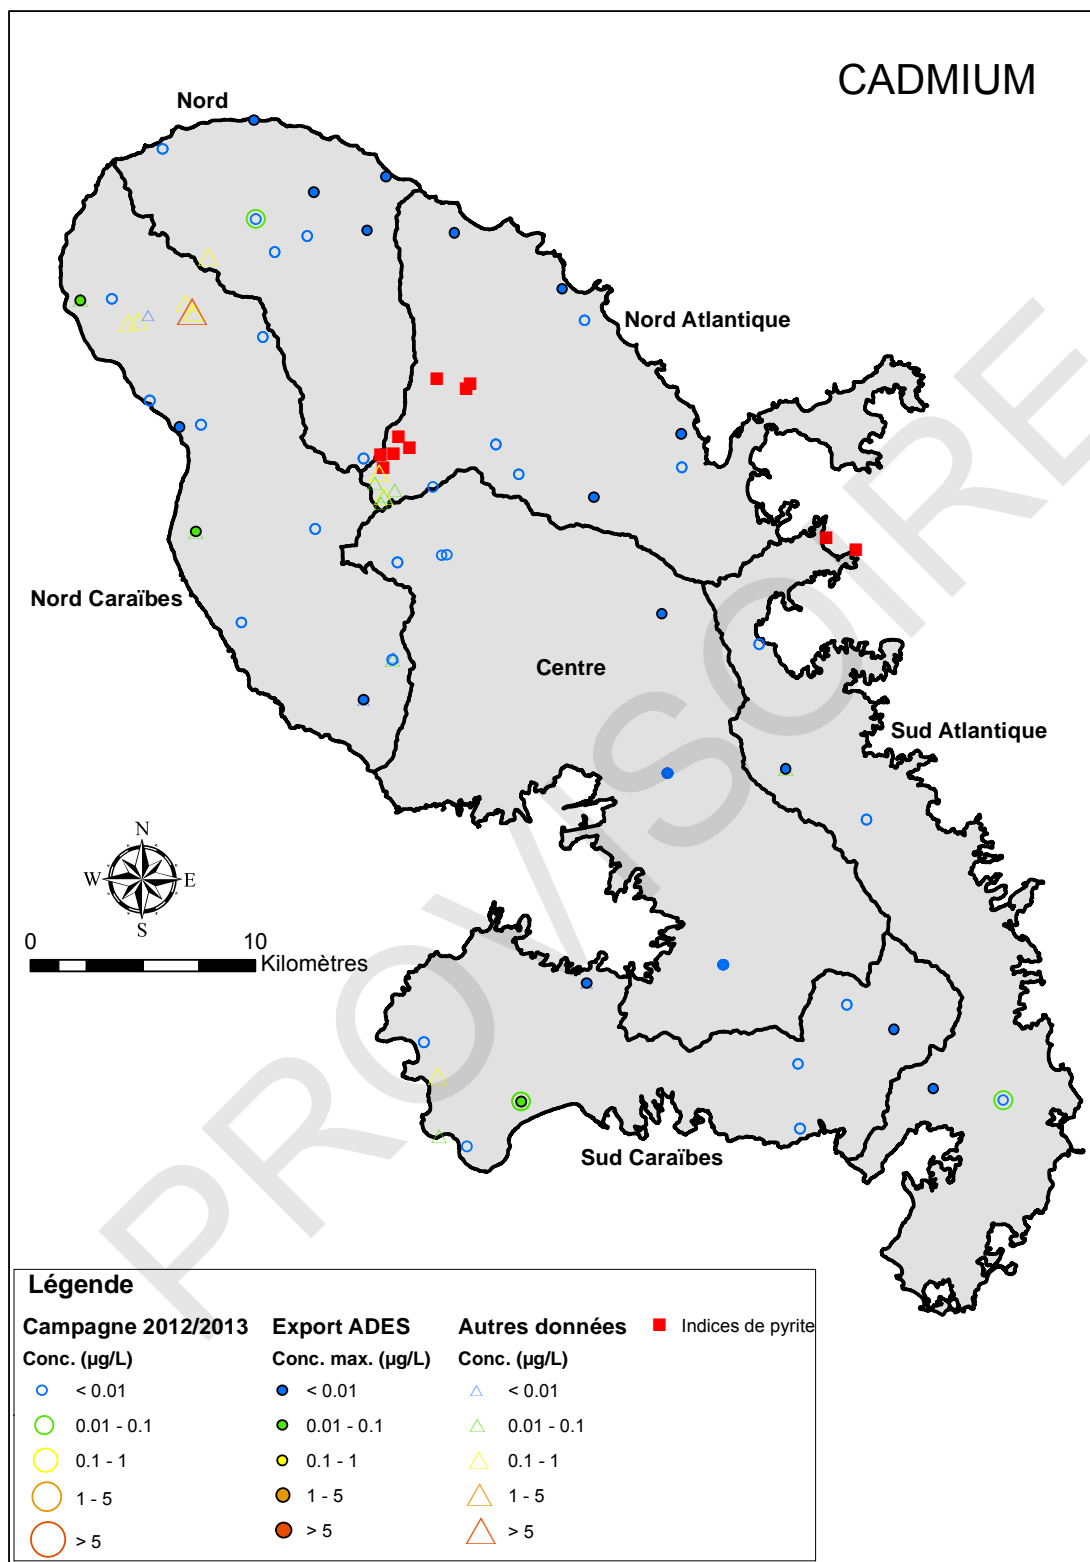 CADMIUM
Nord
Nord Atlantique
Nord Caraïbes
Centre
Sud Atlantique
Sud Caraïbes
PROVISOIRE
N
W E
S
0 10
Kilomètres
Légende
Campagne 2012/2013 Export ADES Autres données Indices de pyrite
Conc. (µg/L) Conc. max. (µg/L) Conc. (µg/L)
< 0.01 < 0.01 < 0.01
0.01 - 0.1 0.01 - 0.1 0.01 - 0.1
0.1 - 1 0.1 - 1 0.1 - 1
1 - 5 1 - 5 1 - 5
> 5 > 5 > 5